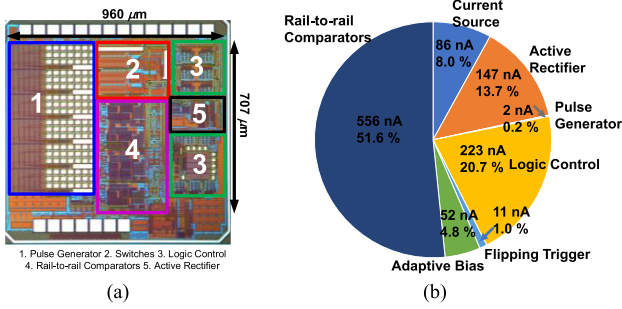 960 µm
707 µm
1
2
3
5
4
3
1. Pulse Generator 2. Switches 3. Logic Control
4. Rail-to-rail Comparators 5. Active Rectifier
(a)
Current
Source
Rail-to-rail
Comparators
86 nA
8.0 %
Active
Rectifier
147 nA
13.7 %
2 nA
0.2 %
Pulse
Generator
556 nA
51.6 %
223 nA
20.7 %
Logic Control
52 nA
4.8 %
11 nA
1.0 %
Flipping Trigger
Adaptive Bias
(b)